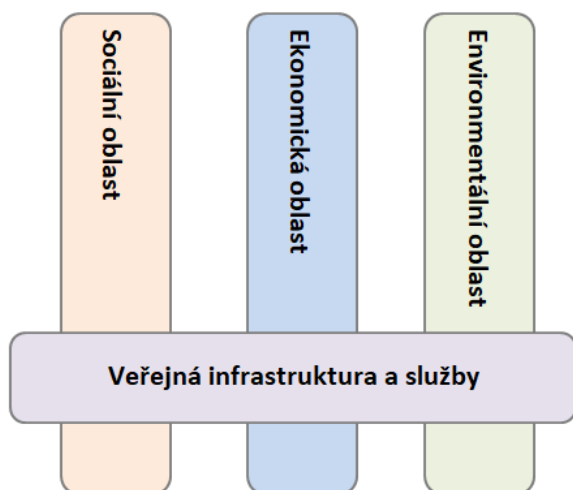 Sociální oblast
Ekonomická oblast
Environmentální oblast
Veřejná infrastruktura a služby